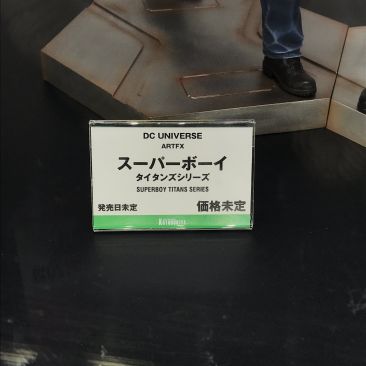 DC UNIVERSE
ARTFX
スーパーボーイ
タイタンズシリーズ
SUPERBOY TITANS SERIES
発売日未定
価格未定
KOTOBUKIYA